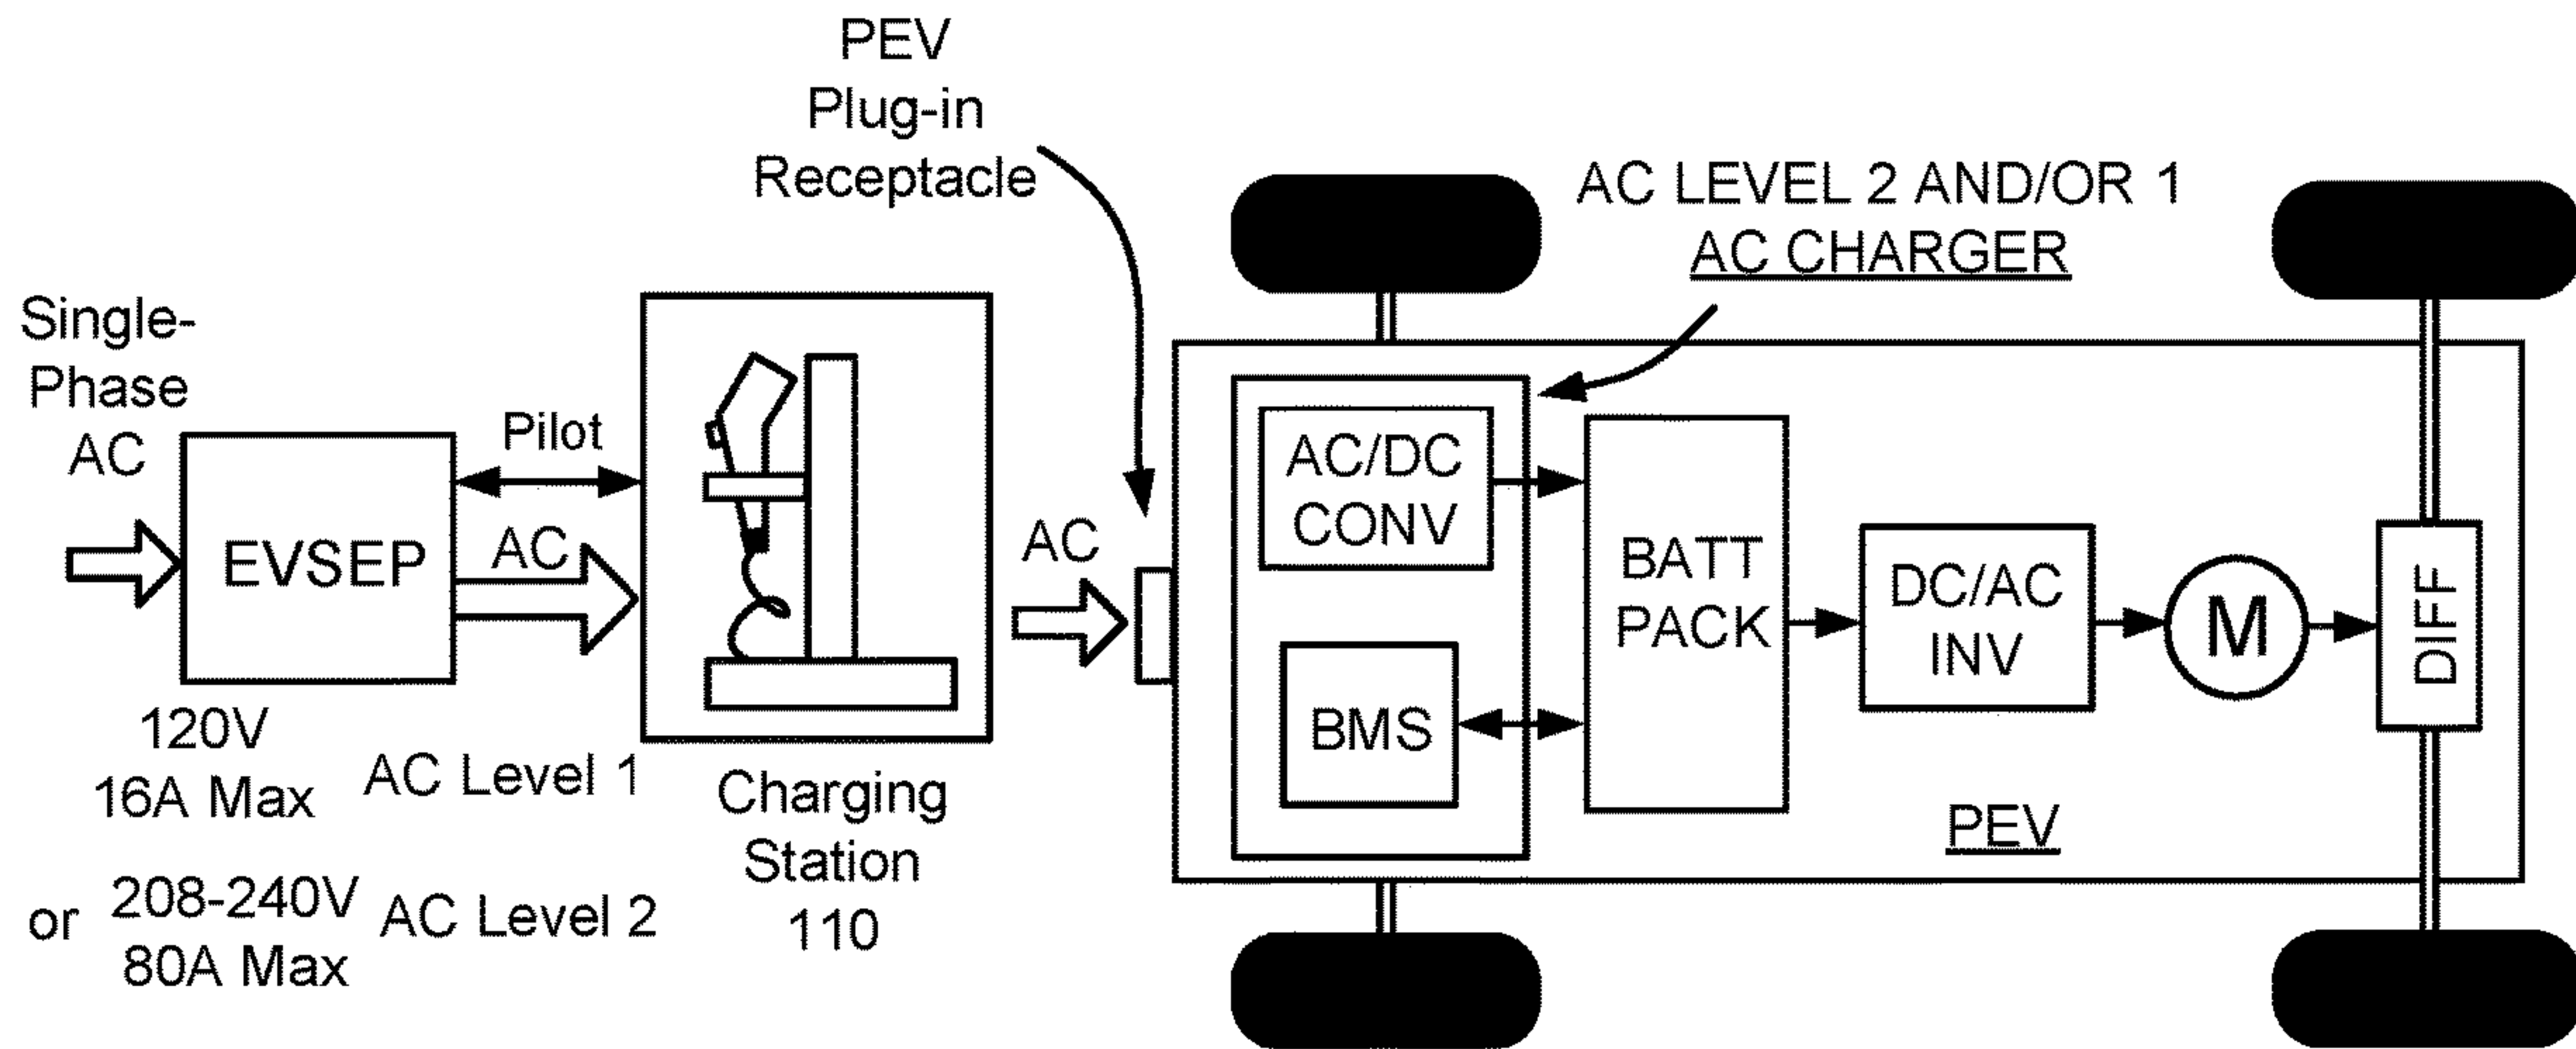 PEV
Plug-in
Receptacle
AC LEVEL 2 AND/OR 1
AC CHARGER
Single-
Phase
AC
Pilot
EVSEP
AC
AC
AC/DC
CONV
BMS
BATT
PACK
DC/AC
INV
M
DIFF
PEV
120V
16A Max
AC Level 1
or
208-240V
80A Max
AC Level 2
Charging
Station
110